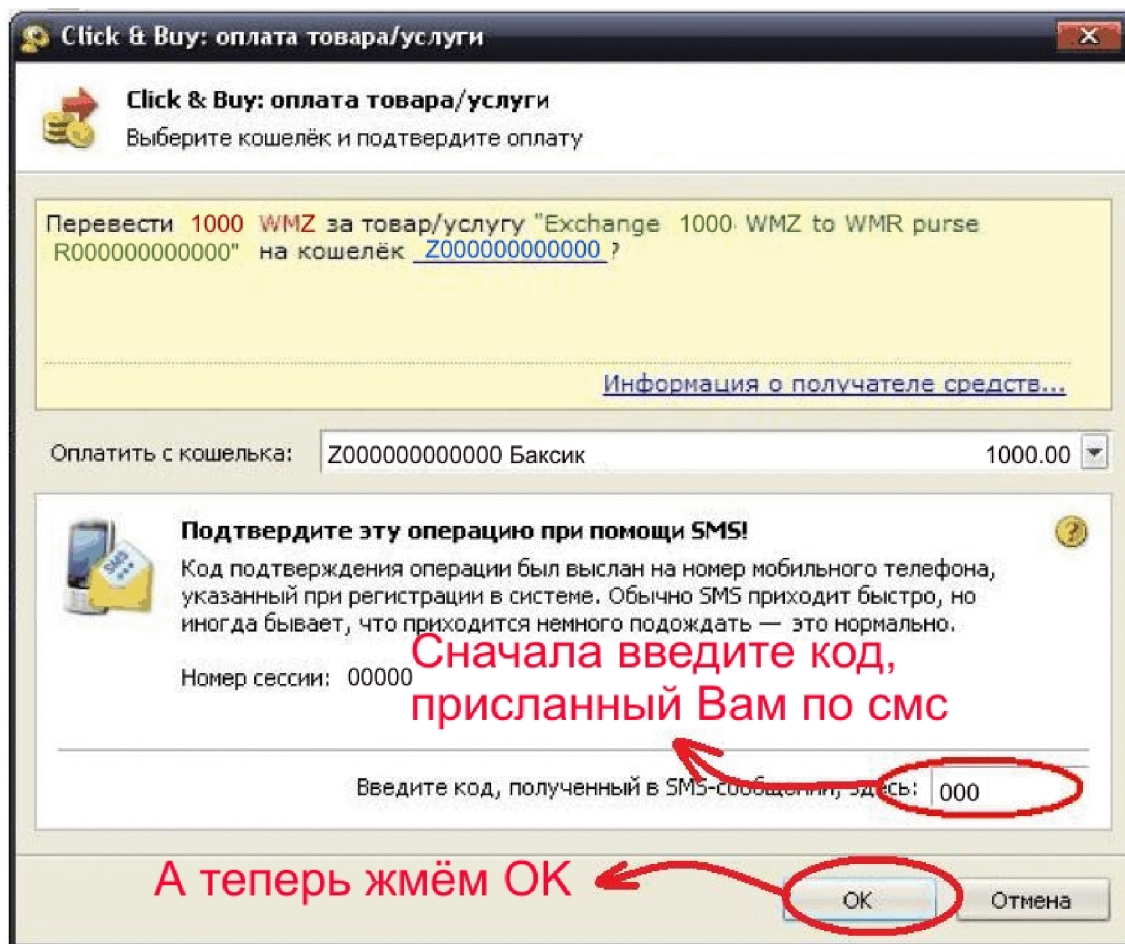 Click & Buy: оплата товара/услуги
Click & Buy: оплата товара/услуги
Выберите кошелёк и подтвердите оплату
Перевести 1000 WMZ за товар/услугу "Exchange 1000 WMZ to WMR purse
R000000000000" на кошелёк Z000000000000 ?
Информация о получателе средств...
Оплатить с кошелька: Z000000000000 Баксик 1000.00
Подтвердите эту операцию при помощи SMS!
Код подтверждения операции был выслан на номер мобильного телефона,
указанный при регистрации в системе. Обычно SMS приходит быстро, но
иногда бывает, что приходится немного подождать — это нормально.
Сначала введите код,
Номер сессии: 00000
присланный Вам по смс
Введите код, полученный в SMS-сообщении, здесь: 000
А теперь жмём OK
OK Отмена